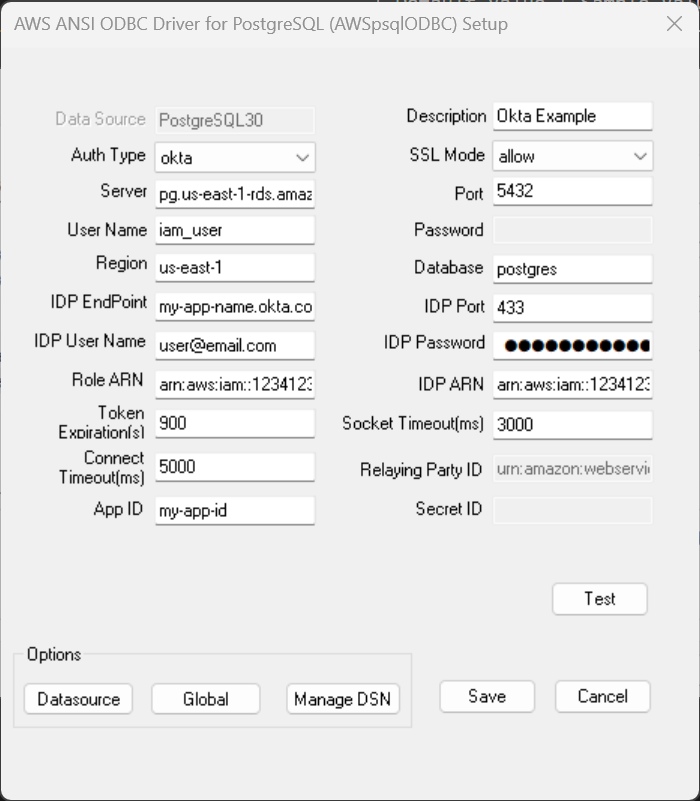 AWS ANSI ODBC Driver for PostgreSQL (AWSpsqlODBC) Setup
Data Source PostgreSQL30
Description Okta Example
Auth Type okta
SSL Mode allow
Server pg.us-east-1-rds.amaz
Port 5432
User Name iam_user
Password
Region us-east-1
Database postgres
IDP EndPoint my-app-name.okta.co
IDP Port 433
IDP User Name user@email.com
IDP Password ●●●●●●●●●●●
Role ARN arn:aws:iam::1234123
IDP ARN arn:aws:iam::1234123
Token
Expiration(s) 900
Socket Timeout(ms) 3000
Connect
Timeout(ms) 5000
Relaying Party ID urn:amazon:webservi
App ID my-app-id
Secret ID
Test
Options
Datasource Global Manage DSN Save Cancel